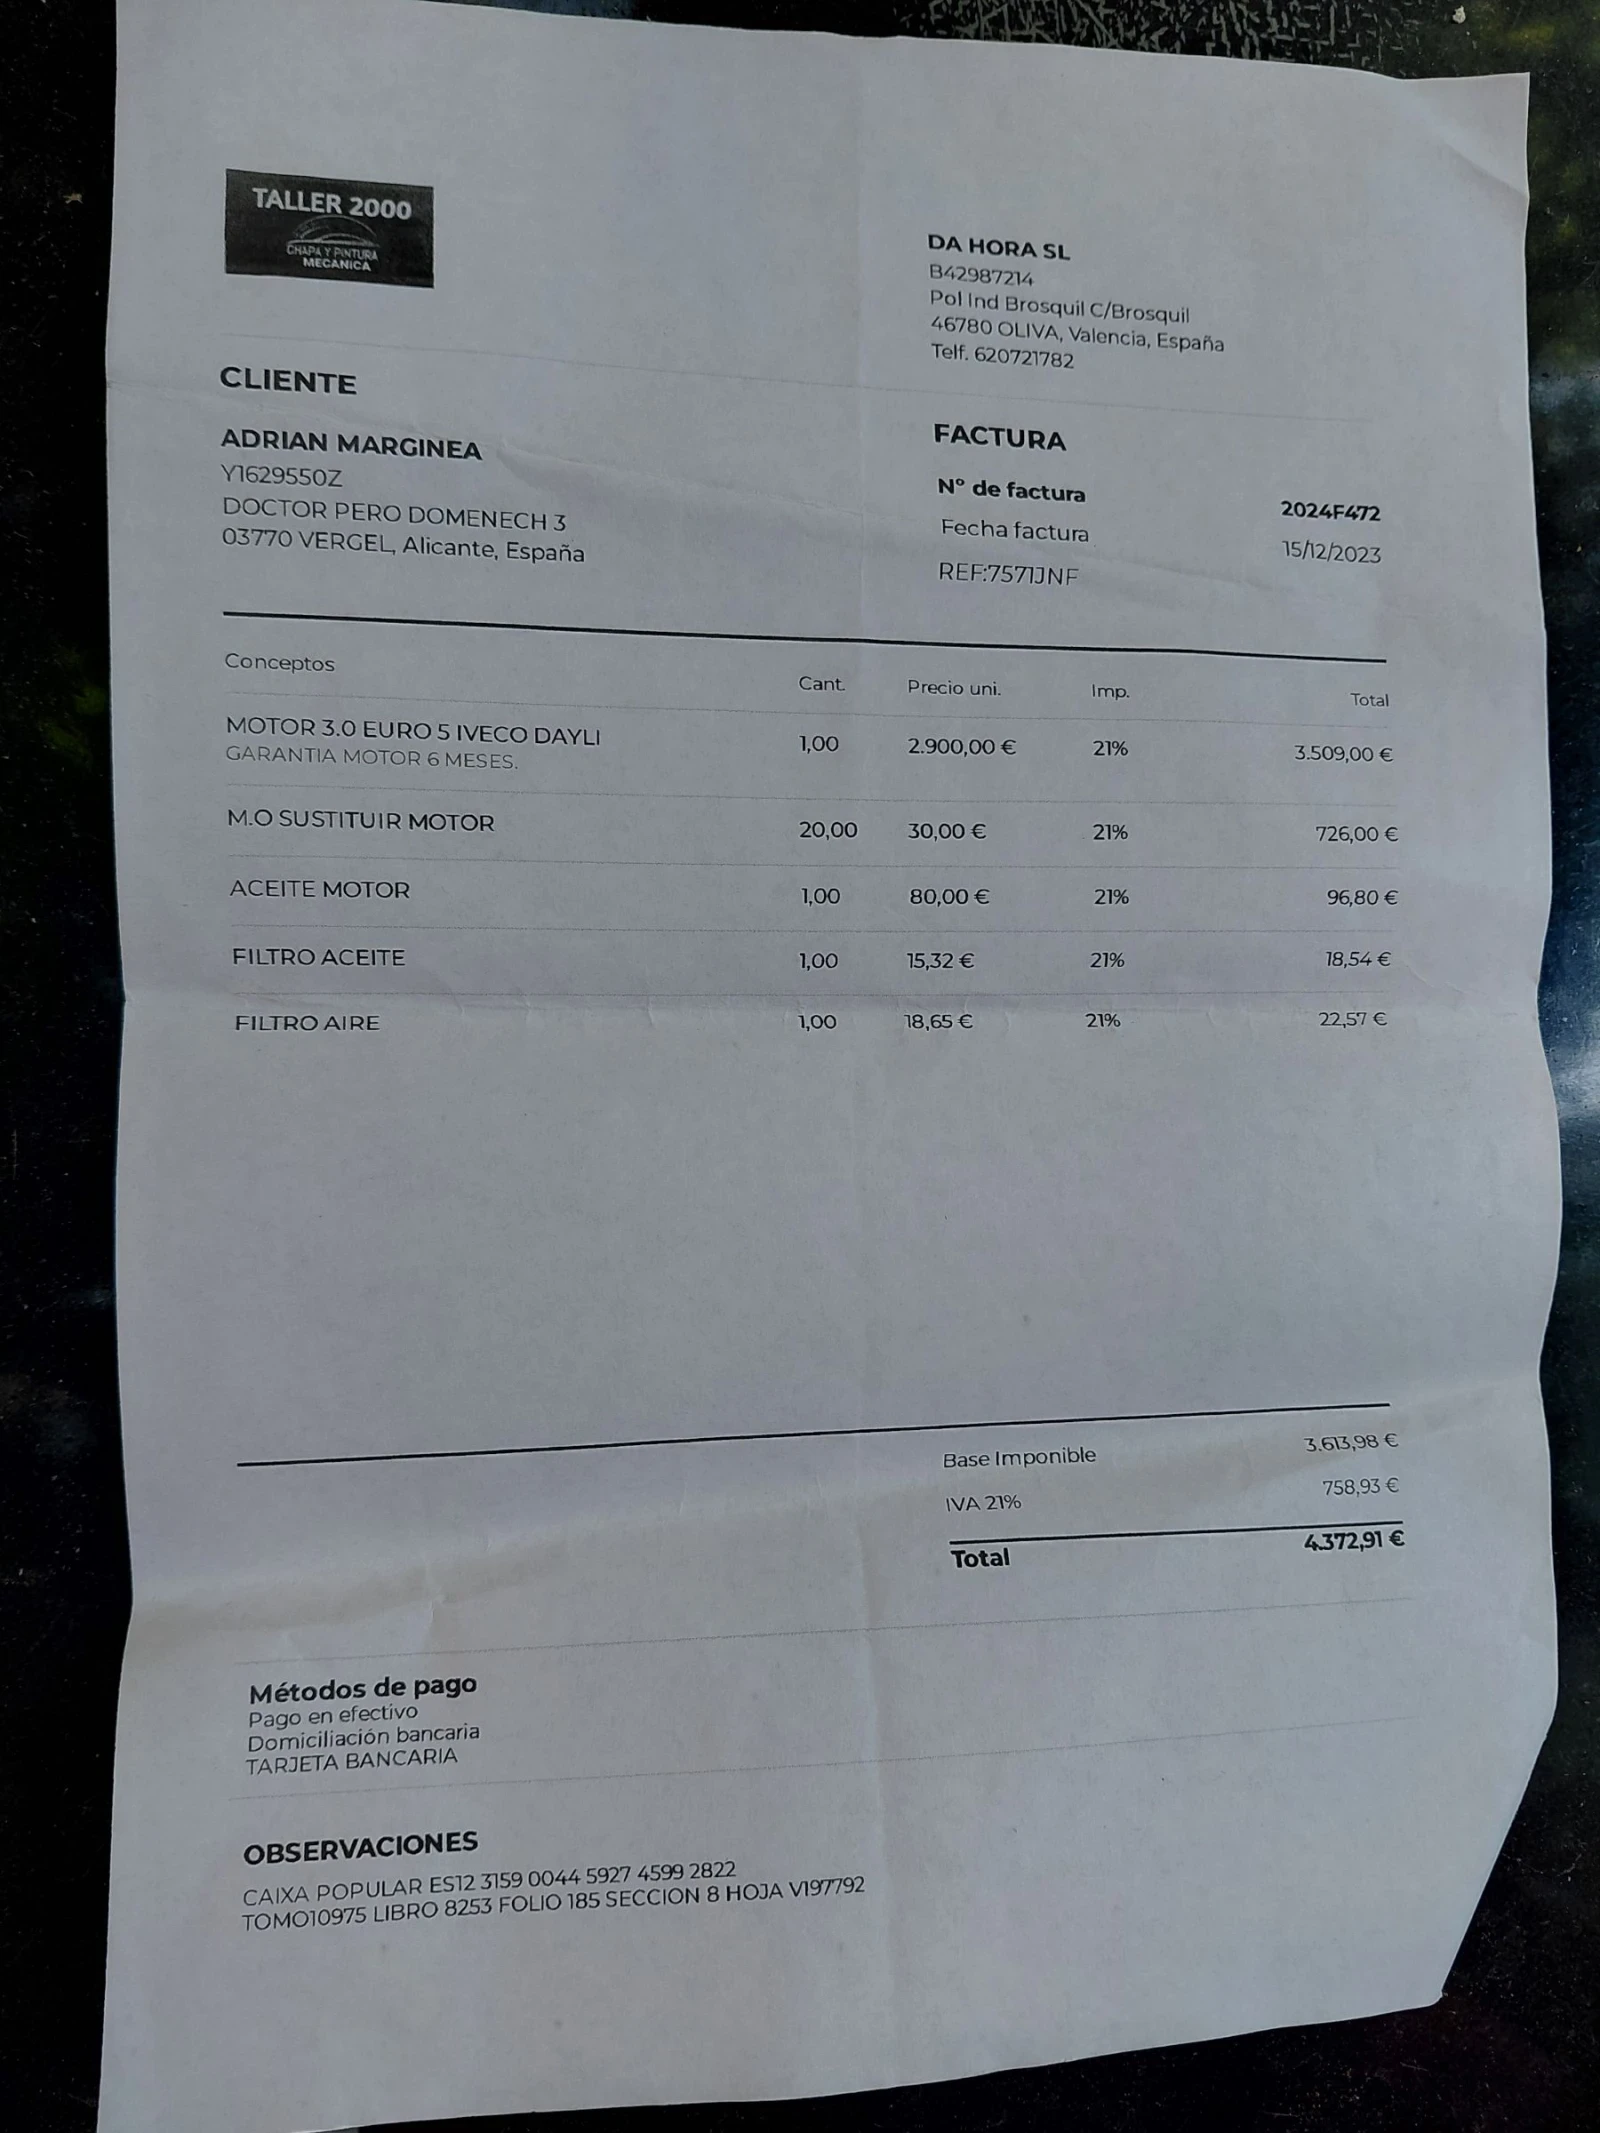 TALLER 2000
CHAPA Y PINTURA
MECANICA
DA HORA SL
B42987214
Pol Ind Brosquil C/Brosquil
46780 OLIVA, Valencia, España
Telf. 620721782
CLIENTE
ADRIAN MARGINEA
Y1629550Z
DOCTOR PERO DOMENECH 3
03770 VERGEL, Alicante, España
FACTURA
Nº de factura 2024F472
Fecha factura 15/12/2023
REF:7571JNF
Conceptos Cant. Precio uni. Imp. Total
MOTOR 3.0 EURO 5 IVECO DAYLI 1,00 2.900,00 € 21% 3.509,00 €
GARANTIA MOTOR 6 MESES.
M.O SUSTITUIR MOTOR 20,00 30,00 € 21% 726,00 €
ACEITE MOTOR 1,00 80,00 € 21% 96,80 €
FILTRO ACEITE 1,00 15,32 € 21% 18,54 €
FILTRO AIRE 1,00 18,65 € 21% 22,57 €
Base Imponible 3.613,98 €
IVA 21% 758,93 €
Total 4.372,91 €
Métodos de pago
Pago en efectivo
Domiciliación bancaria
TARJETA BANCARIA
OBSERVACIONES
CAIXA POPULAR ES12 3159 0044 5927 4599 2822
TOMO10975 LIBRO 8253 FOLIO 185 SECCION 8 HOJA V197792